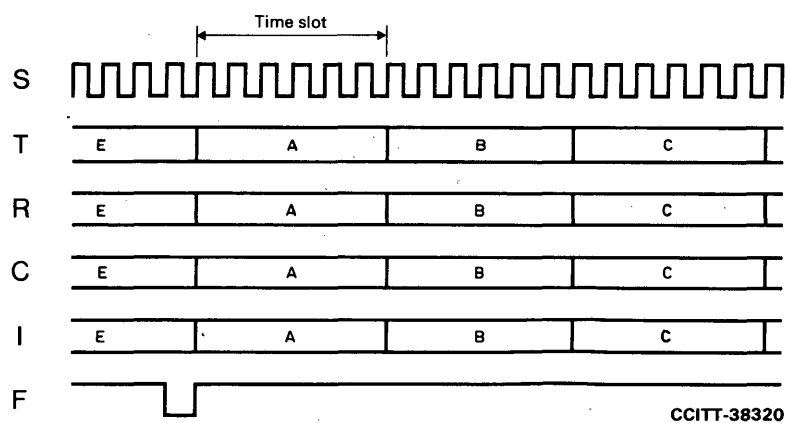 Time slot
S
T E A B C
R E A B C
C E A B C
I E A B C
F
CCITT-38320